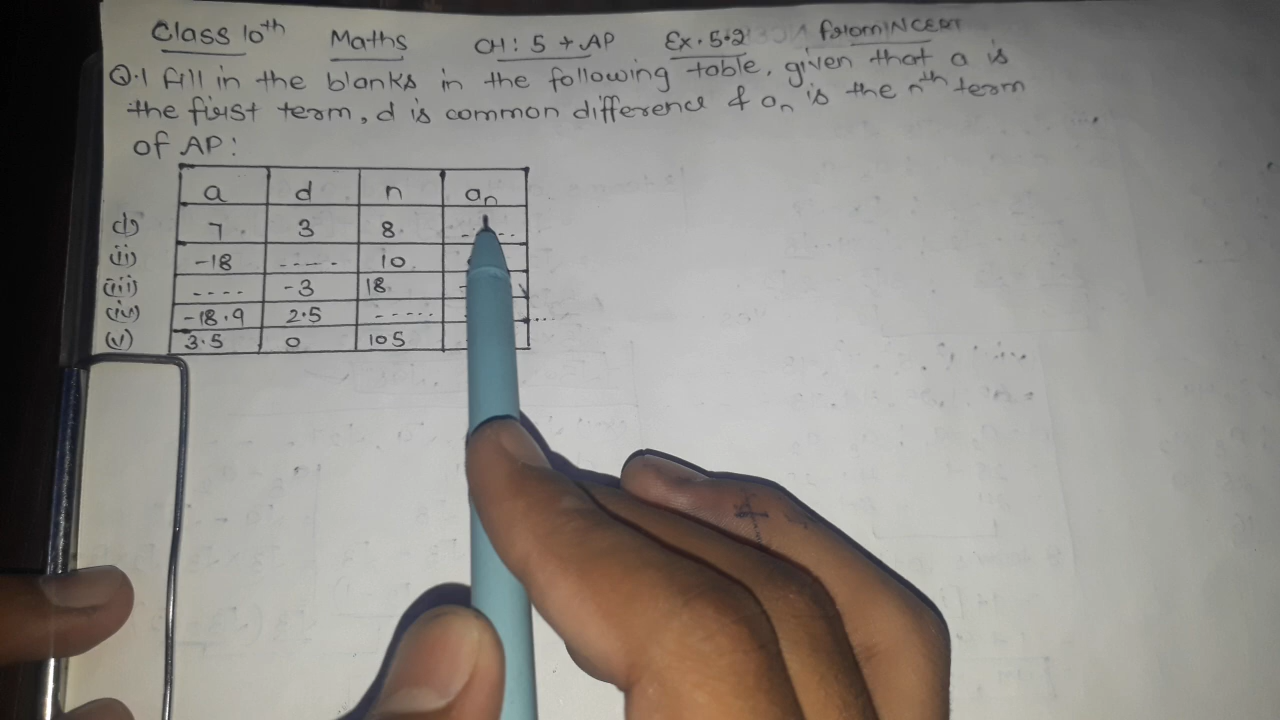 Class 10th Maths CH: 5 + AP Ex. 5.2 from NCERT
Q.1 Fill in the blanks in the following table, given that a is
the first term, d is common difference & an is the nth term
of AP:
a d n an
(i) 7 3 8
(ii) -18 ..... 10
(iii) .... -3 18
(iv) -18.9 2.5 ......
(v) 3.5 0 105